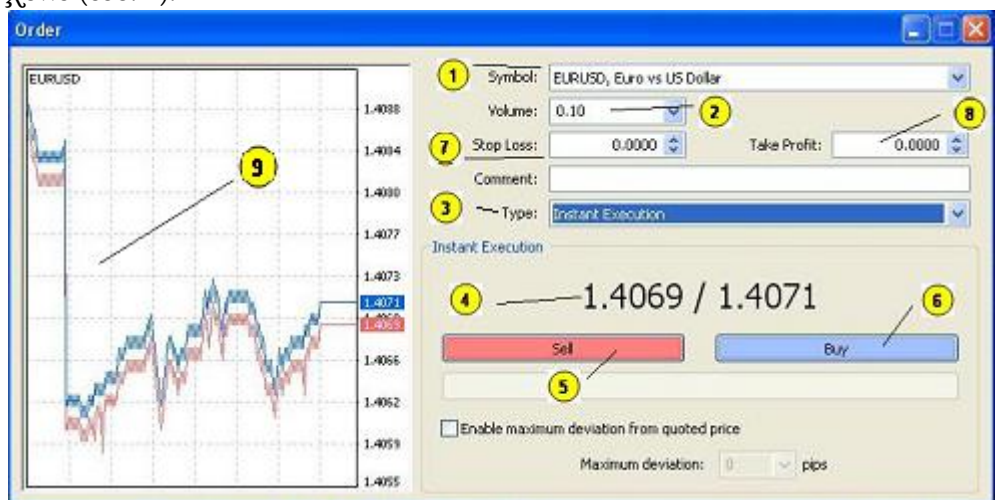 Order
EURUSD
1.4088
1.4084
1.4080
1.4077
1.4073
1.4071
1.4069
1.4066
1.4062
1.4059
1.4055
9
1 Symbol: EURUSD, Euro vs US Dollar
Volume: 0.10 2
8
7 Stop Loss: 0.0000 Take Profit: 0.0000
Comment:
3 Type: Instant Execution
Instant Execution
4 1.4069 / 1.4071 6
Sell Buy
5
Enable maximum deviation from quoted price
Maximum deviation: 0 pips